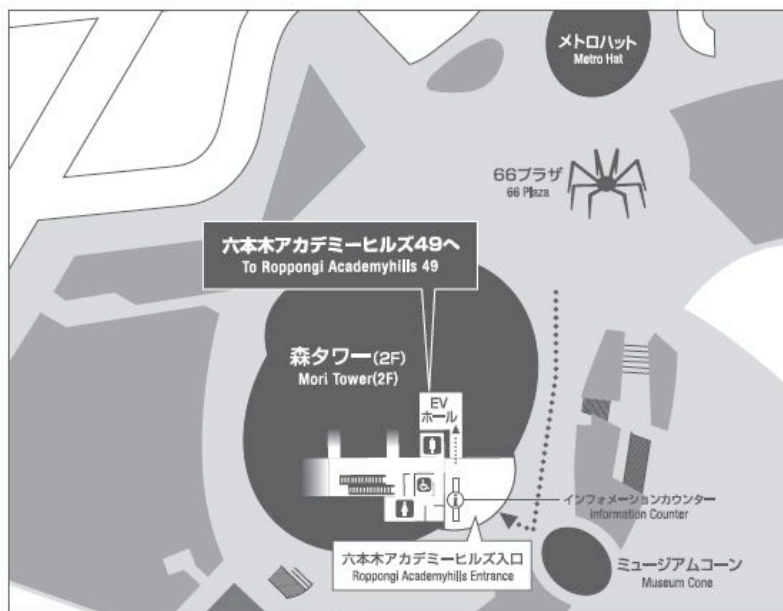 メトロハット
Metro Hat
66プラザ
66 Plaza
六本木アカデミーヒルズ49へ
To Roppongi Academyhills 49
森タワー(2F)
Mori Tower(2F)
EV
ホール
インフォメーションカウンター
Information Counter
六本木アカデミーヒルズ入口
Roppongi Academyhills Entrance
ミュージアムコーン
Museum Cone